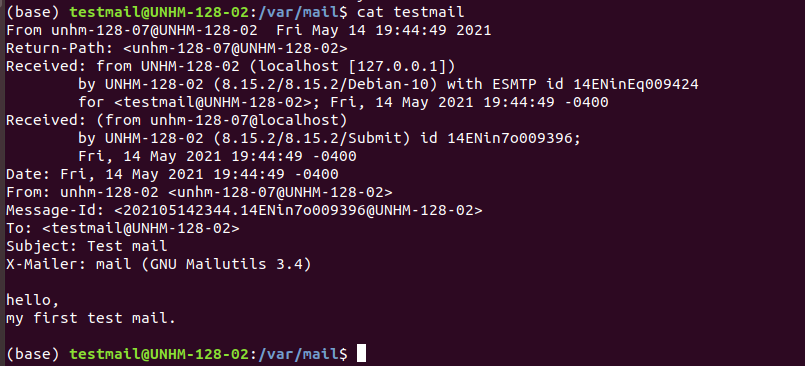 (base) testmail@UNHM-128-02:/var/mail$ cat testmail
From unhm-128-07@UNHM-128-02  Fri May 14 19:44:49 2021
Return-Path: <unhm-128-07@UNHM-128-02>
Received: from UNHM-128-02 (localhost [127.0.0.1])
        by UNHM-128-02 (8.15.2/8.15.2/Debian-10) with ESMTP id 14ENinEq009424
        for <testmail@UNHM-128-02>; Fri, 14 May 2021 19:44:49 -0400
Received: (from unhm-128-07@localhost)
        by UNHM-128-02 (8.15.2/8.15.2/Submit) id 14ENin7o009396;
        Fri, 14 May 2021 19:44:49 -0400
Date: Fri, 14 May 2021 19:44:49 -0400
From: unhm-128-02 <unhm-128-07@UNHM-128-02>
Message-Id: <202105142344.14ENin7o009396@UNHM-128-02>
To: <testmail@UNHM-128-02>
Subject: Test mail
X-Mailer: mail (GNU Mailutils 3.4)

hello,
my first test mail.

(base) testmail@UNHM-128-02:/var/mail$